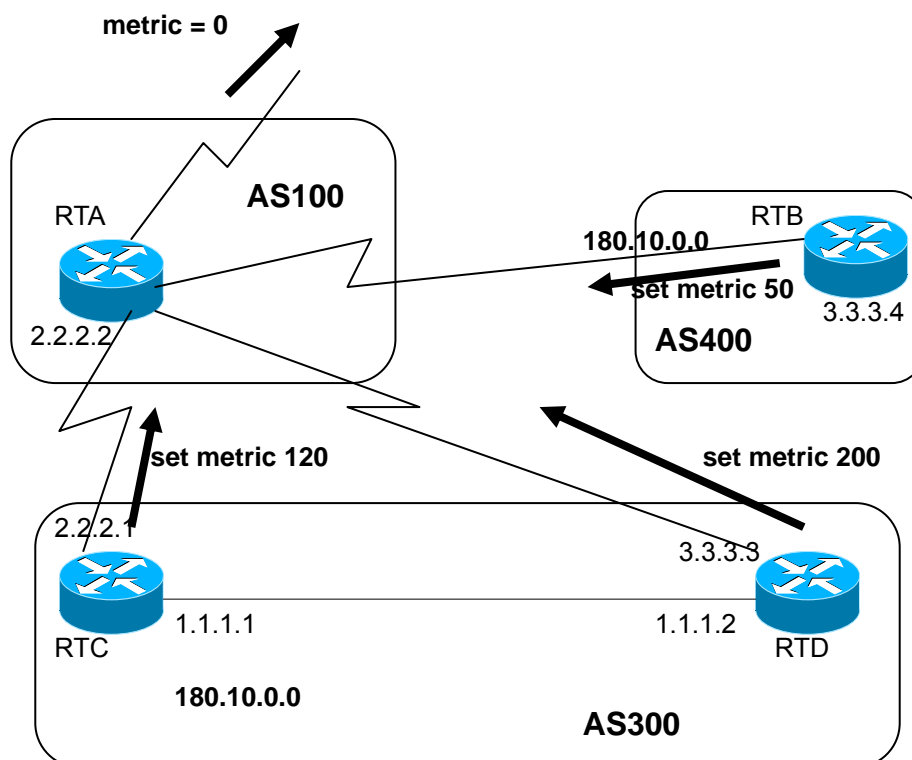 metric = 0
AS100
RTA
RTB
180.10.0.0
set metric 50
3.3.3.4
2.2.2.2
AS400
set metric 120
set metric 200
2.2.2.1
3.3.3.3
1.1.1.1
1.1.1.2
RTC
RTD
180.10.0.0
AS300